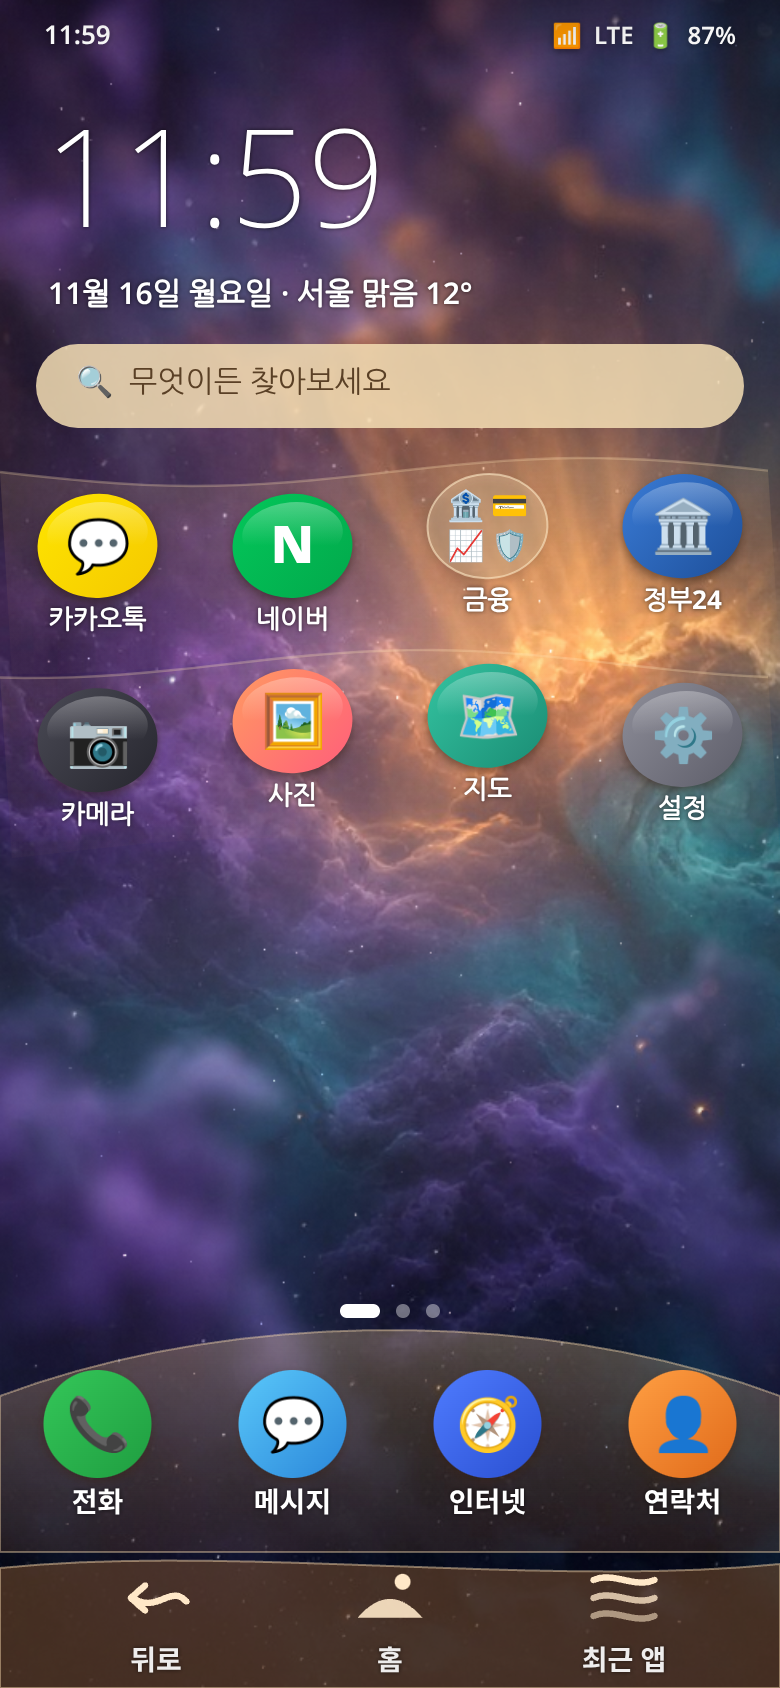 11:59 LTE 87%
11:59
11월 16일 월요일 · 서울 맑음 12°
무엇이든 찾아보세요
N
카카오톡 네이버 금융 정부24
카메라 사진 지도 설정
전화 메시지 인터넷 연락처
뒤로 홈 최근 앱